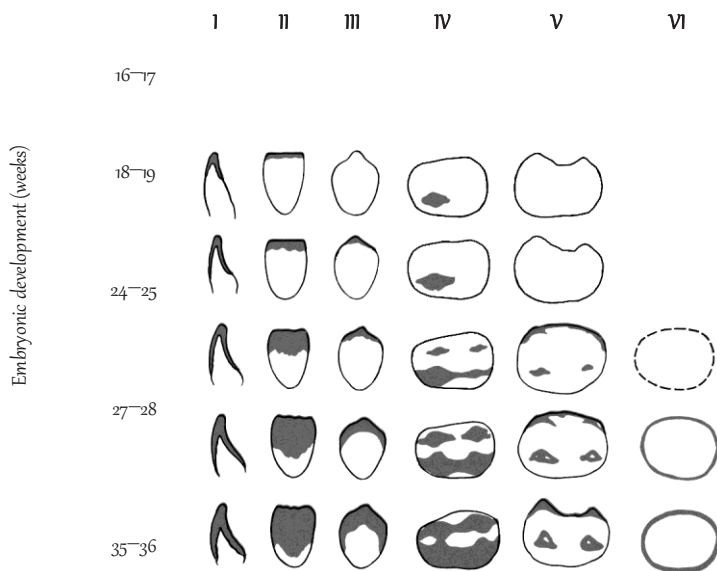 I II III IV V VI
16–17
18–19
24–25
27–28
35–36
Embryonic development (weeks)